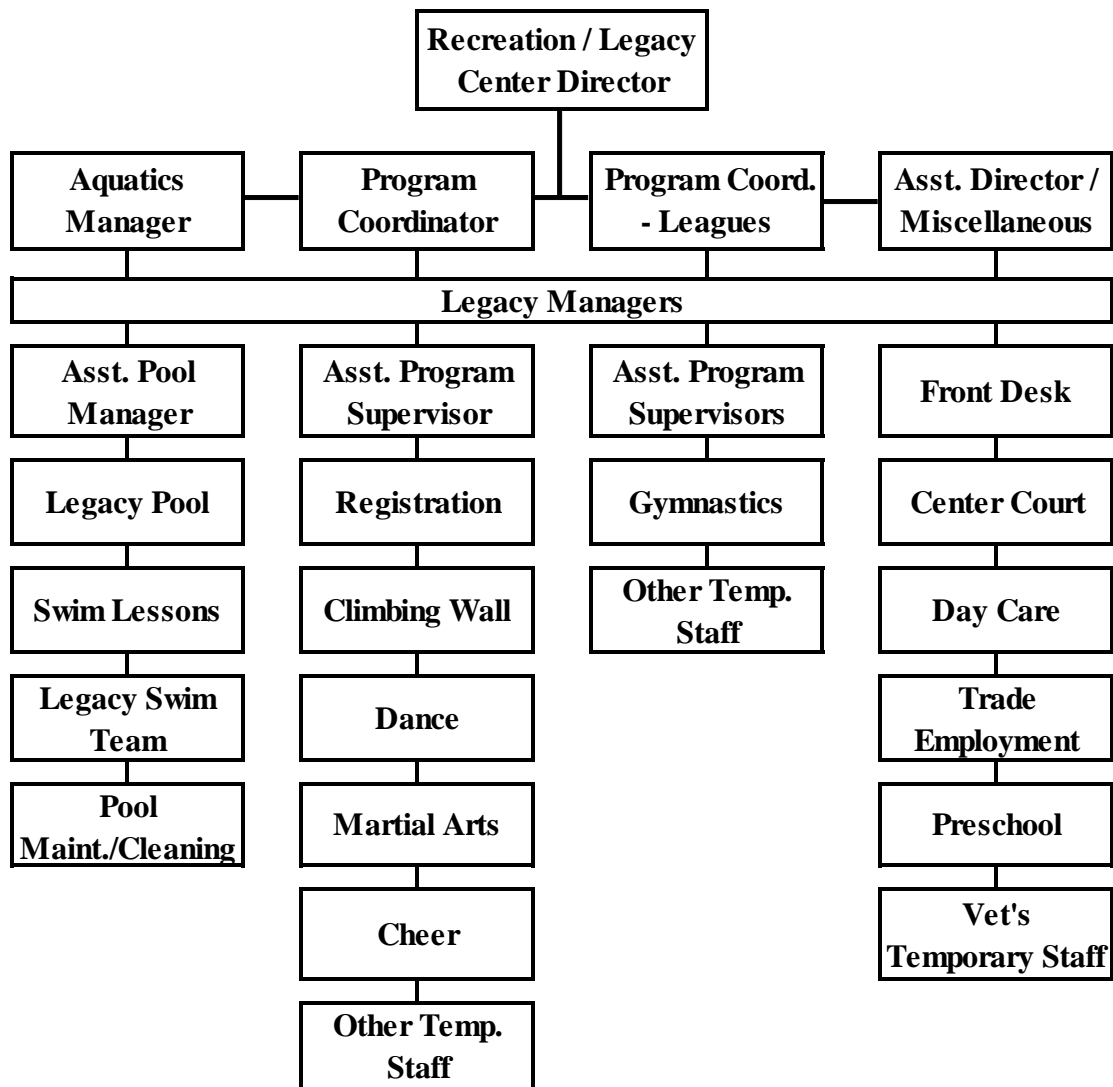 Recreation / Legacy
Center Director
Aquatics
Manager
Program
Coordinator
Program Coord.
- Leagues
Asst. Director /
Miscellaneous
Legacy Managers
Asst. Pool
Manager
Asst. Program
Supervisor
Asst. Program
Supervisors
Front Desk
Legacy Pool
Registration
Gymnastics
Center Court
Swim Lessons
Climbing Wall
Other Temp.
Staff
Day Care
Legacy Swim
Team
Dance
Trade
Employment
Pool
Maint./Cleaning
Martial Arts
Preschool
Cheer
Vet's
Temporary Staff
Other Temp.
Staff